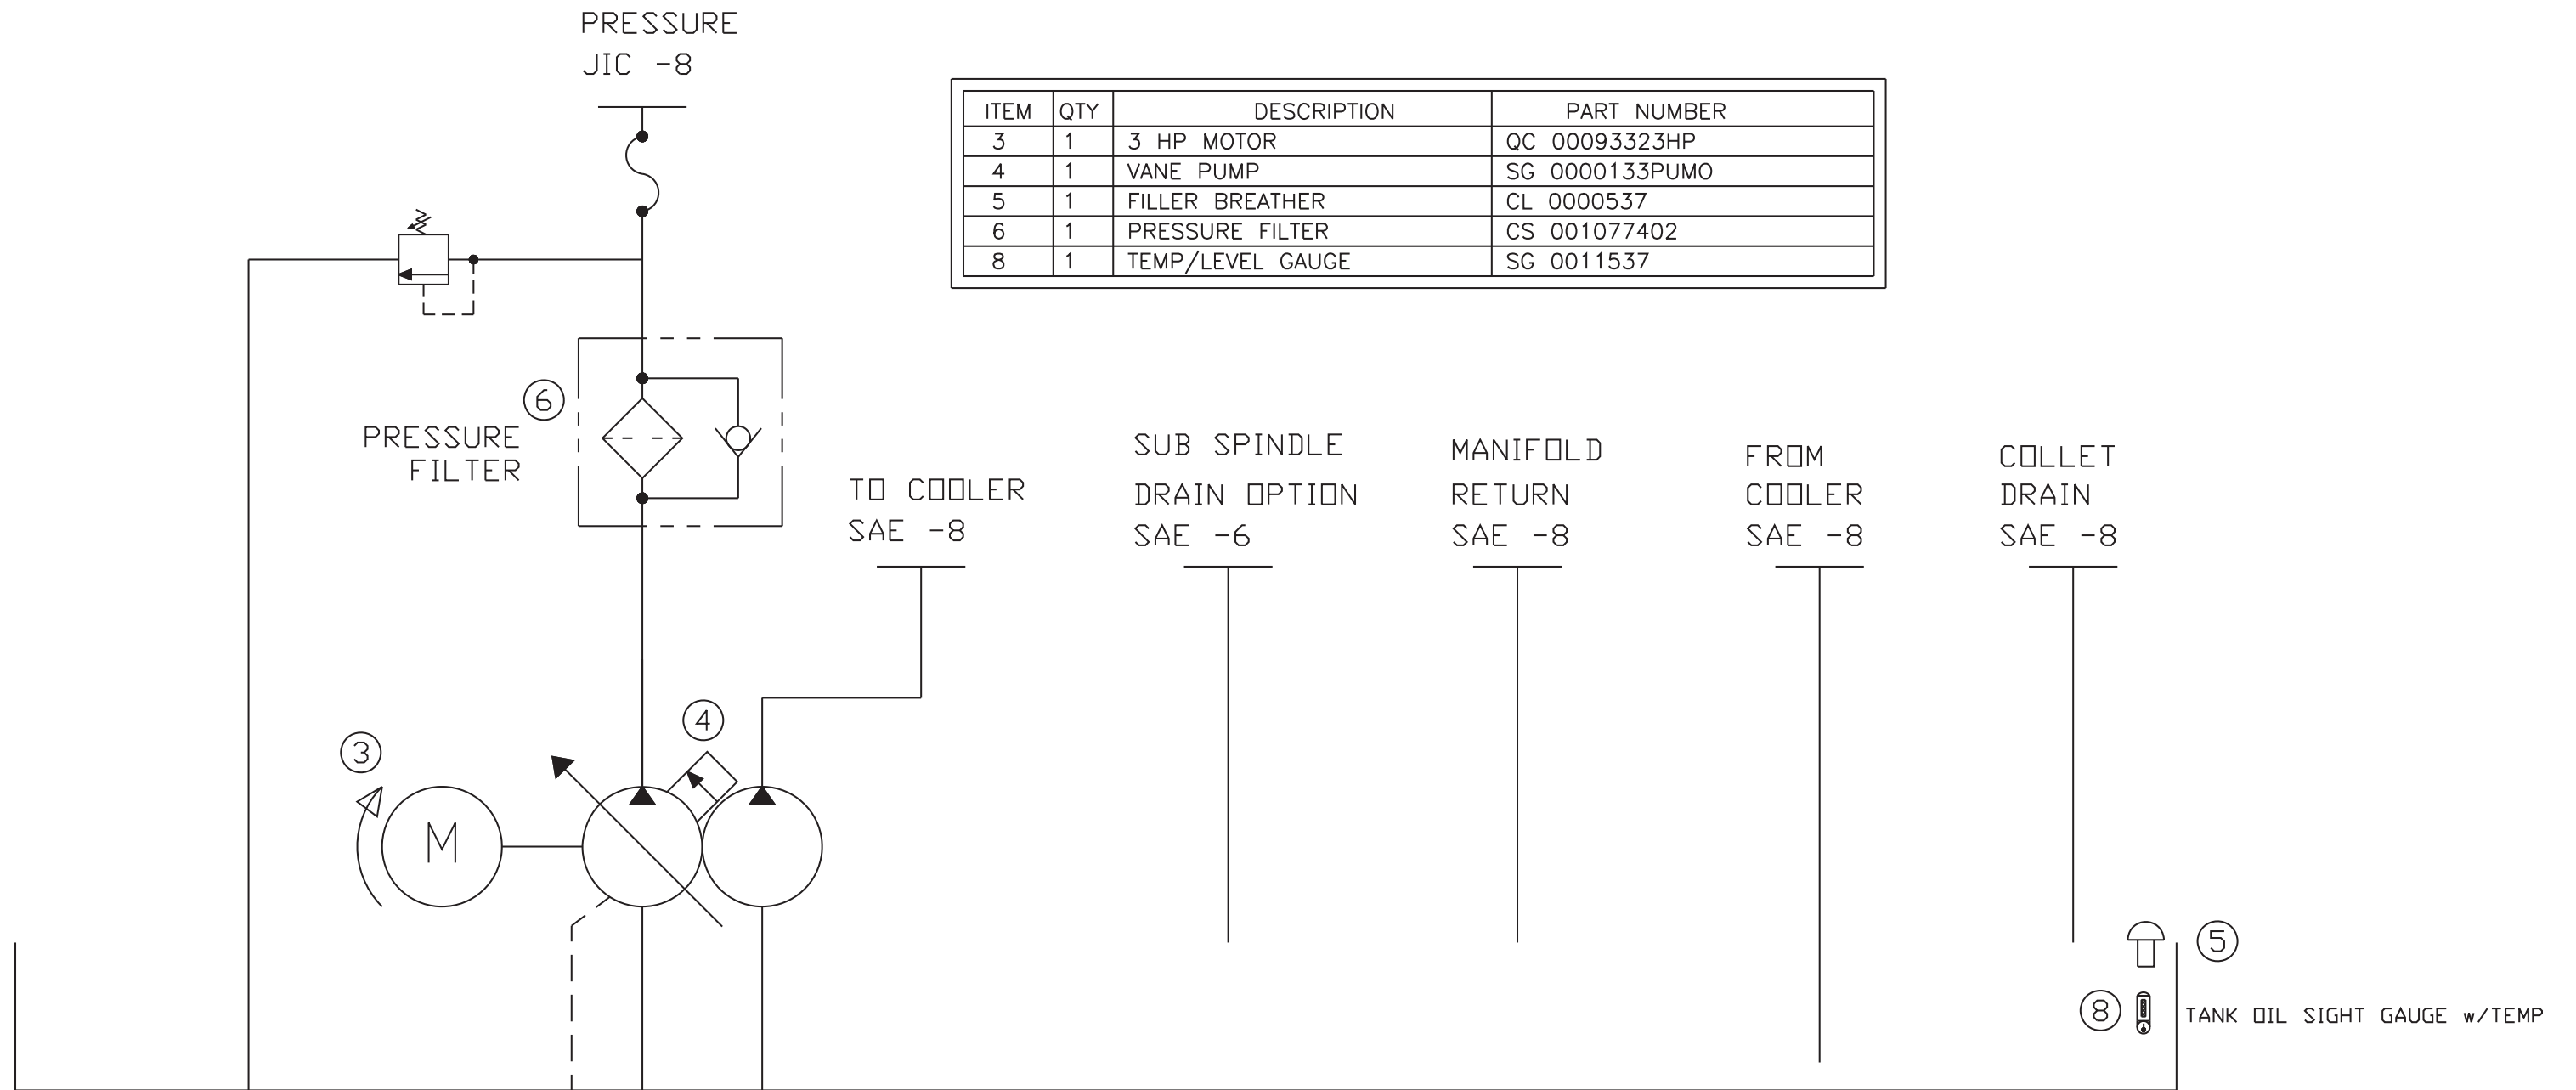 PRESSURE
JIC -8
ITEM QTY DESCRIPTION PART NUMBER
3 1 3 HP MOTOR QC 00093323HP
4 1 VANE PUMP SG 0000133PUMO
5 1 FILLER BREATHER CL 0000537
6 1 PRESSURE FILTER CS 001077402
8 1 TEMP/LEVEL GAUGE SG 0011537
6
PRESSURE
FILTER
TO COOLER
SAE -8
SUB SPINDLE
DRAIN OPTION
SAE -6
MANIFOLD
RETURN
SAE -8
FROM
COOLER
SAE -8
COLLET
DRAIN
SAE -8
4
3
M
5
8
TANK OIL SIGHT GAUGE w/TEMP